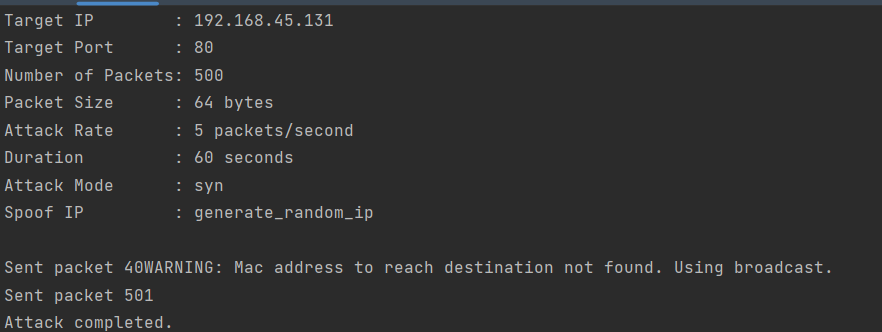 Target IP        : 192.168.45.131
Target Port      : 80
Number of Packets: 500
Packet Size      : 64 bytes
Attack Rate      : 5 packets/second
Duration         : 60 seconds
Attack Mode      : syn
Spoof IP         : generate_random_ip
Sent packet 40WARNING: Mac address to reach destination not found. Using broadcast.
Sent packet 501
Attack completed.